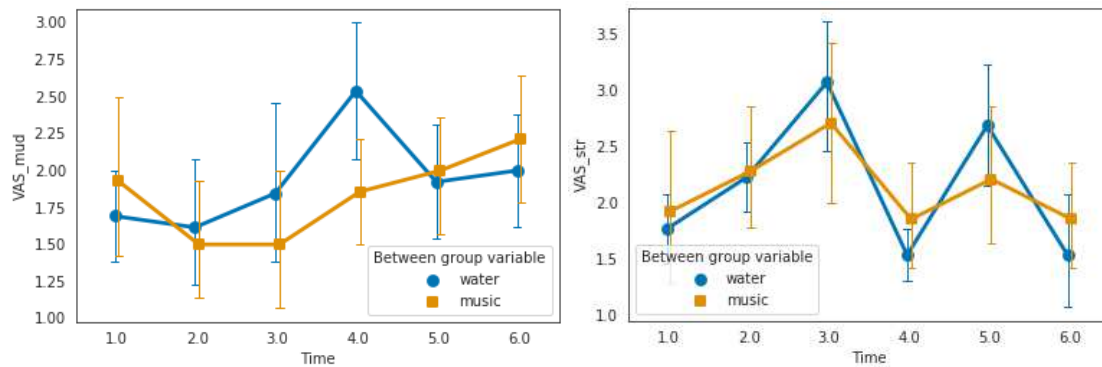 3.00
2.75
2.50
2.25
2.00
1.75
1.50
1.25
1.00
VAS_mud
1.0 2.0 3.0 4.0 5.0 6.0
Time
Between group variable
water
music
3.5
3.0
2.5
2.0
1.5
1.0
VAS_str
1.0 2.0 3.0 4.0 5.0 6.0
Time
Between group variable
water
music